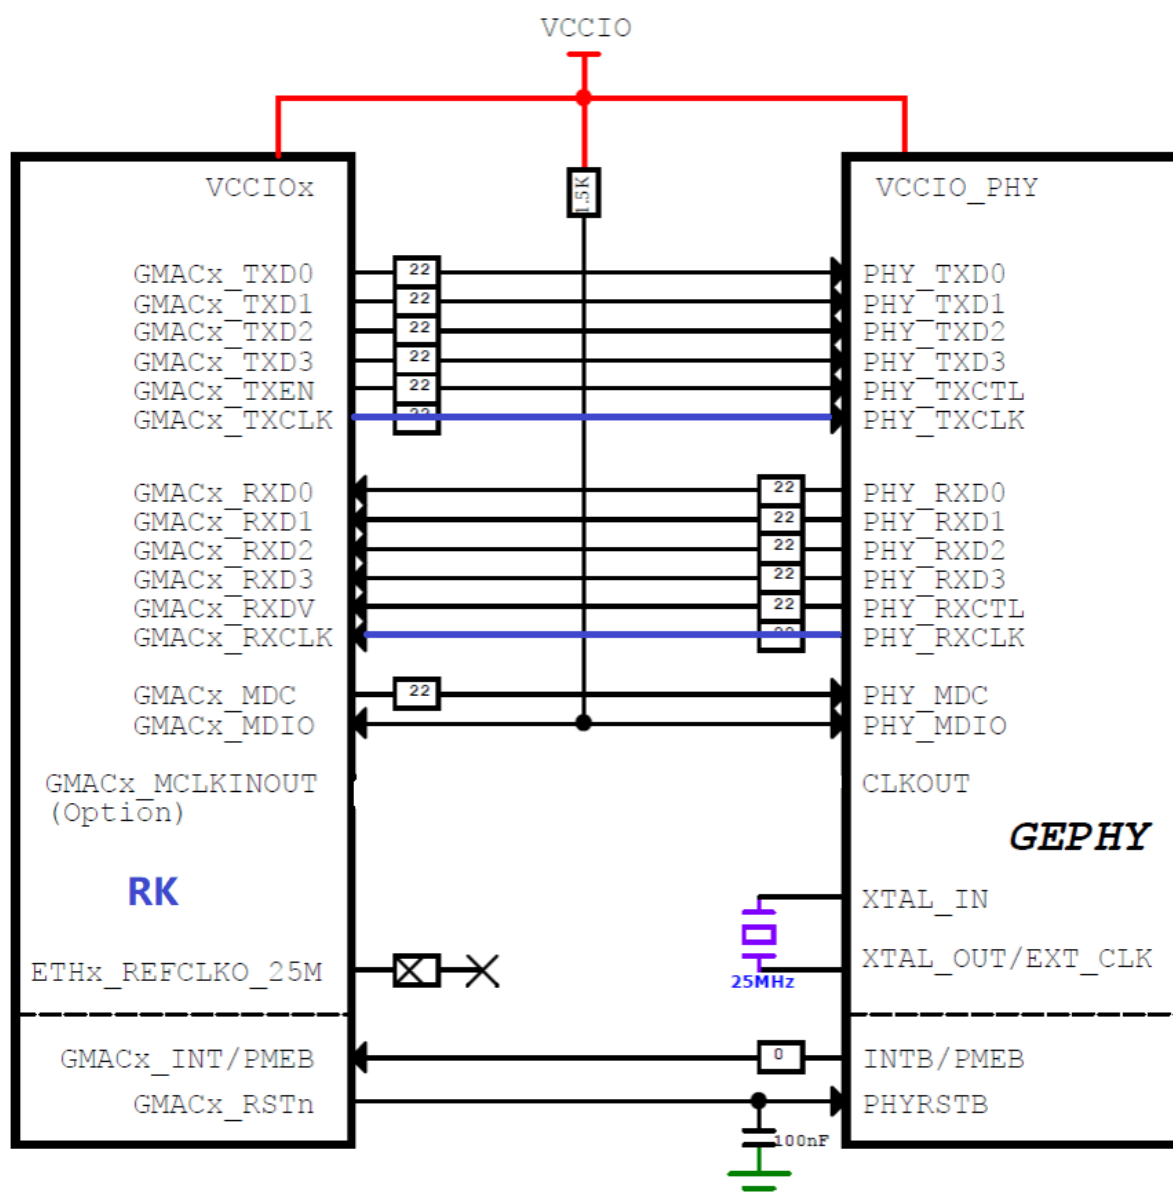 VCCIO
VCCIOx
1.5K
VCCIO_PHY
GMACx_TXD0 22 PHY_TXD0
GMACx_TXD1 22 PHY_TXD1
GMACx_TXD2 22 PHY_TXD2
GMACx_TXD3 22 PHY_TXD3
GMACx_TXEN 22 PHY_TXCTL
GMACx_TXCLK 22 PHY_TXCLK
GMACx_RXD0 22 PHY_RXD0
GMACx_RXD1 22 PHY_RXD1
GMACx_RXD2 22 PHY_RXD2
GMACx_RXD3 22 PHY_RXD3
GMACx_RXDV 22 PHY_RXCTL
GMACx_RXCLK 22 PHY_RXCLK
GMACx_MDC 22 PHY_MDC
GMACx_MDIO PHY_MDIO
GMACx_MCLKINOUT CLKOUT
(Option)
GEPHY
RK
XTAL_IN
ETHx_REFCLKO_25M
XTAL_OUT/EXT_CLK
25MHz
GMACx_INT/PMEB 0 INTB/PMEB
GMACx_RSTn PHYRSTB
100nF